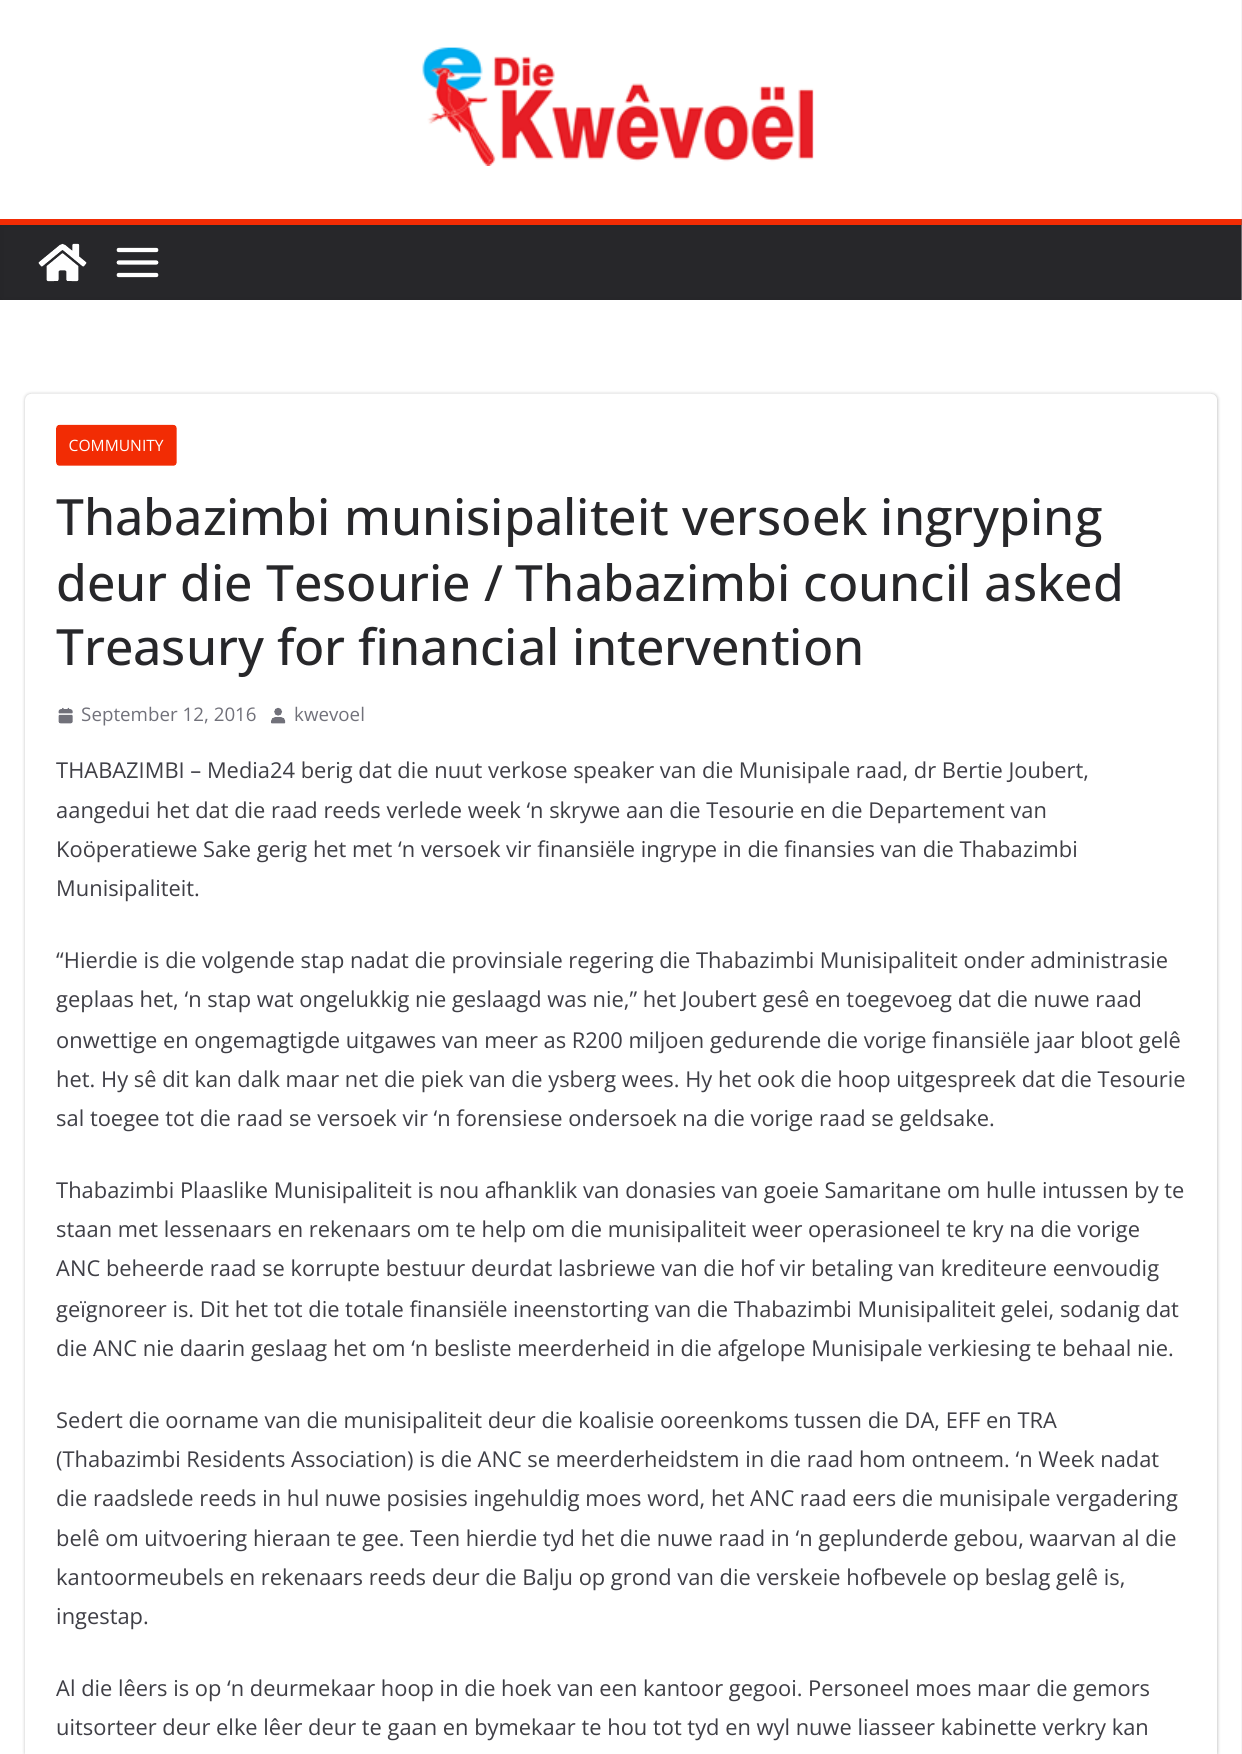 e Die
Kwêvoël
COMMUNITY
Thabazimbi munisipaliteit versoek ingryping
deur die Tesourie / Thabazimbi council asked
Treasury for financial intervention
September 12, 2016 kwevoel
THABAZIMBI – Media24 berig dat die nuut verkose speaker van die Munisipale raad, dr Bertie Joubert,
aangedui het dat die raad reeds verlede week ‘n skrywe aan die Tesourie en die Departement van
Koöperatiewe Sake gerig het met ‘n versoek vir finansiële ingrype in die finansies van die Thabazimbi
Munisipaliteit.
“Hierdie is die volgende stap nadat die provinsiale regering die Thabazimbi Munisipaliteit onder administrasie
geplaas het, ‘n stap wat ongelukkig nie geslaagd was nie,” het Joubert gesê en toegevoeg dat die nuwe raad
onwettige en ongemagtigde uitgawes van meer as R200 miljoen gedurende die vorige finansiële jaar bloot gelê
het. Hy sê dit kan dalk maar net die piek van die ysberg wees. Hy het ook die hoop uitgespreek dat die Tesourie
sal toegee tot die raad se versoek vir ‘n forensiese ondersoek na die vorige raad se geldsake.
Thabazimbi Plaaslike Munisipaliteit is nou afhanklik van donasies van goeie Samaritane om hulle intussen by te
staan met lessenaars en rekenaars om te help om die munisipaliteit weer operasioneel te kry na die vorige
ANC beheerde raad se korrupte bestuur deurdat lasbriewe van die hof vir betaling van krediteure eenvoudig
geïgnoreer is. Dit het tot die totale finansiële ineenstorting van die Thabazimbi Munisipaliteit gelei, sodanig dat
die ANC nie daarin geslaag het om ‘n besliste meerderheid in die afgelope Munisipale verkiesing te behaal nie.
Sedert die oorname van die munisipaliteit deur die koalisie ooreenkoms tussen die DA, EFF en TRA
(Thabazimbi Residents Association) is die ANC se meerderheidstem in die raad hom ontneem. ‘n Week nadat
die raadslede reeds in hul nuwe posisies ingehuldig moes word, het ANC raad eers die munisipale vergadering
belê om uitvoering hieraan te gee. Teen hierdie tyd het die nuwe raad in ‘n geplunderde gebou, waarvan al die
kantoormeubels en rekenaars reeds deur die Balju op grond van die verskeie hofbevele op beslag gelê is,
ingestap.
Al die lêers is op ‘n deurmekaar hoop in die hoek van een kantoor gegooi. Personeel moes maar die gemors
uitsorteer deur elke lêer deur te gaan en bymekaar te hou tot tyd en wyl nuwe liasseer kabinette verkry kan